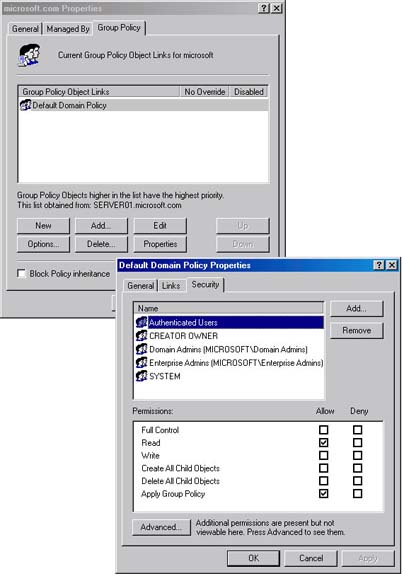 microsoft.com Properties
General
Managed By
Group Policy
Current Group Policy Object Links for microsoft
Group Policy Object Links
No Override
Disabled
Default Domain Policy
Group Policy Objects higher in the list have the highest priority.
This list obtained from: SERVER01.microsoft.com
New
Add...
Edit
Up
Options...
Delete...
Properties
Down
Block Policy inheritance
Default Domain Policy Properties
General
Links
Security
Name
Add...
Remove
Authenticated Users
CREATOR OWNER
Domain Admins (MICROSOFT\Domain Admins)
Enterprise Admins (MICROSOFT\Enterprise Admins)
SYSTEM
Permissions:
Allow
Deny
Full Control
Read
Write
Create All Child Objects
Delete All Child Objects
Apply Group Policy
Advanced...
Additional permissions are present but not
viewable here. Press Advanced to see them.
OK
Cancel
Apply